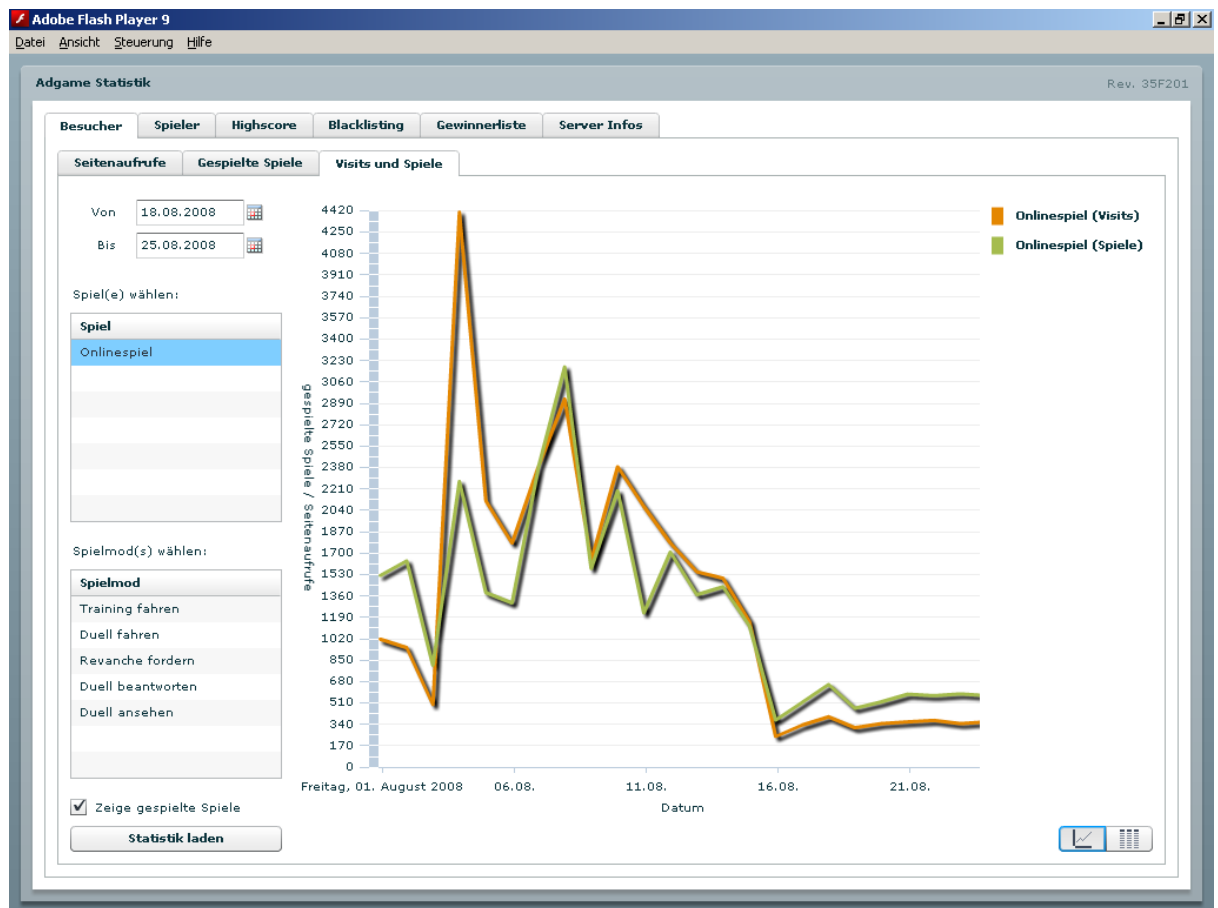 Adobe Flash Player 9
Datei Ansicht Steuerung Hilfe
Adgame Statistik
Rev. 35F201
Besucher Spieler Highscore Blacklisting Gewinnerliste Server Infos
Seitenaufrufe Gespielte Spiele Visits und Spiele
Von 18.08.2008
Bis 25.08.2008
Spiel(e) wählen:
Spiel
Onlinespiel
Spielmod(s) wählen:
Spielmod
Training fahren
Duell fahren
Revanche fordern
Duell beantworten
Duell ansehen
Zeige gespielte Spiele
Statistik laden
gespielte Spiele / Seitenaufrufe
4420
4250
4080
3910
3740
3570
3400
3230
3060
2890
2720
2550
2380
2210
2040
1870
1700
1530
1360
1190
1020
850
680
510
340
170
0
Freitag, 01. August 2008 06.08. 11.08. 16.08. 21.08.
Datum
Onlinespiel (Visits)
Onlinespiel (Spiele)